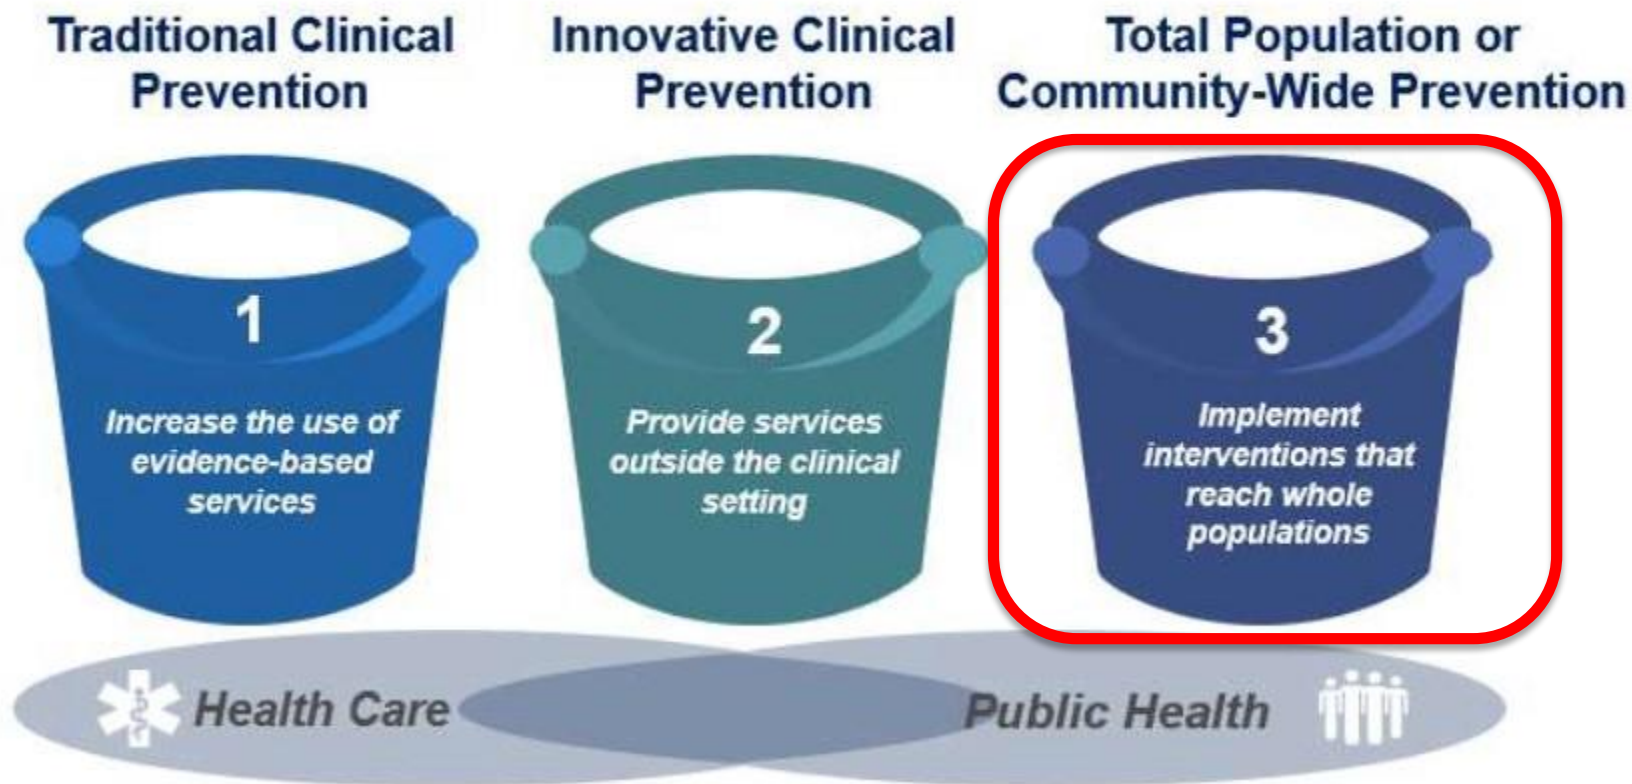 Traditional Clinical
Prevention
Innovative Clinical
Prevention
Total Population or
Community-Wide Prevention
1
Increase the use of
evidence-based
services
2
Provide services
outside the clinical
setting
3
Implement
interventions that
reach whole
populations
Health Care
Public Health